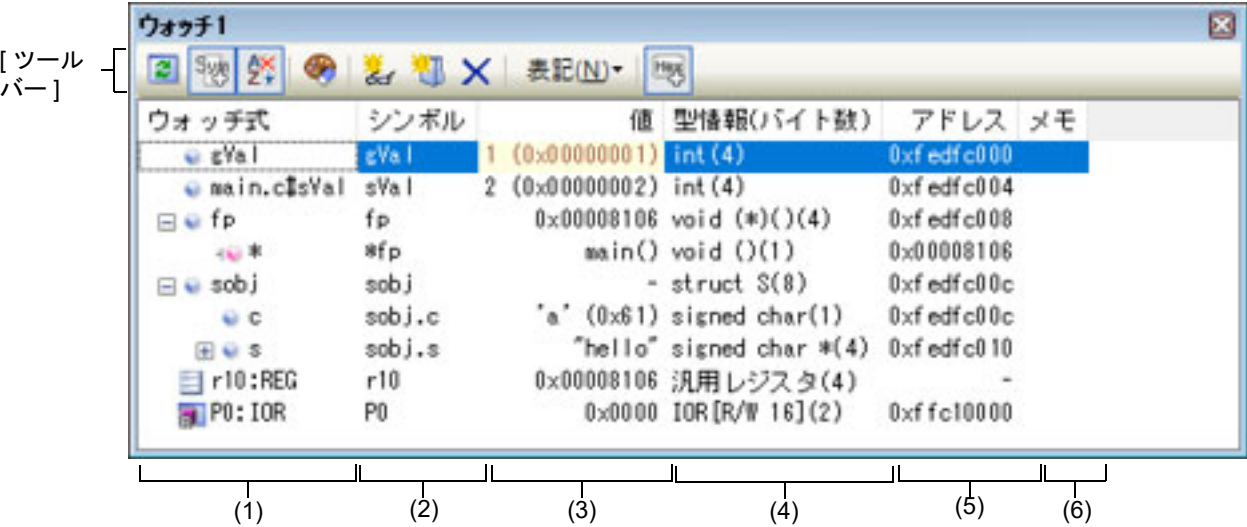 ウォッチ1
[ ツール
バー ]
表記(N)
ウォッチ式 シンボル 値 型情報(バイト数) アドレス メモ
gVal gVal 1 (0x00000001) int(4) 0xfedfc000
main.c#sVal sVal 2 (0x00000002) int(4) 0xfedfc004
fp fp 0x00008106 void (*)()(4) 0xfedfc008
* *fp main() void ()(1) 0x00008106
sobj sobj - struct S(8) 0xfedfc00c
c sobj.c 'a' (0x61) signed char(1) 0xfedfc00c
s sobj.s "hello" signed char *(4) 0xfedfc010
r10:REG r10 0x00008106 汎用レジスタ(4) -
P0:IOR P0 0x0000 IOR[R/W 16](2) 0xffc10000
(1) (2) (3) (4) (5) (6)